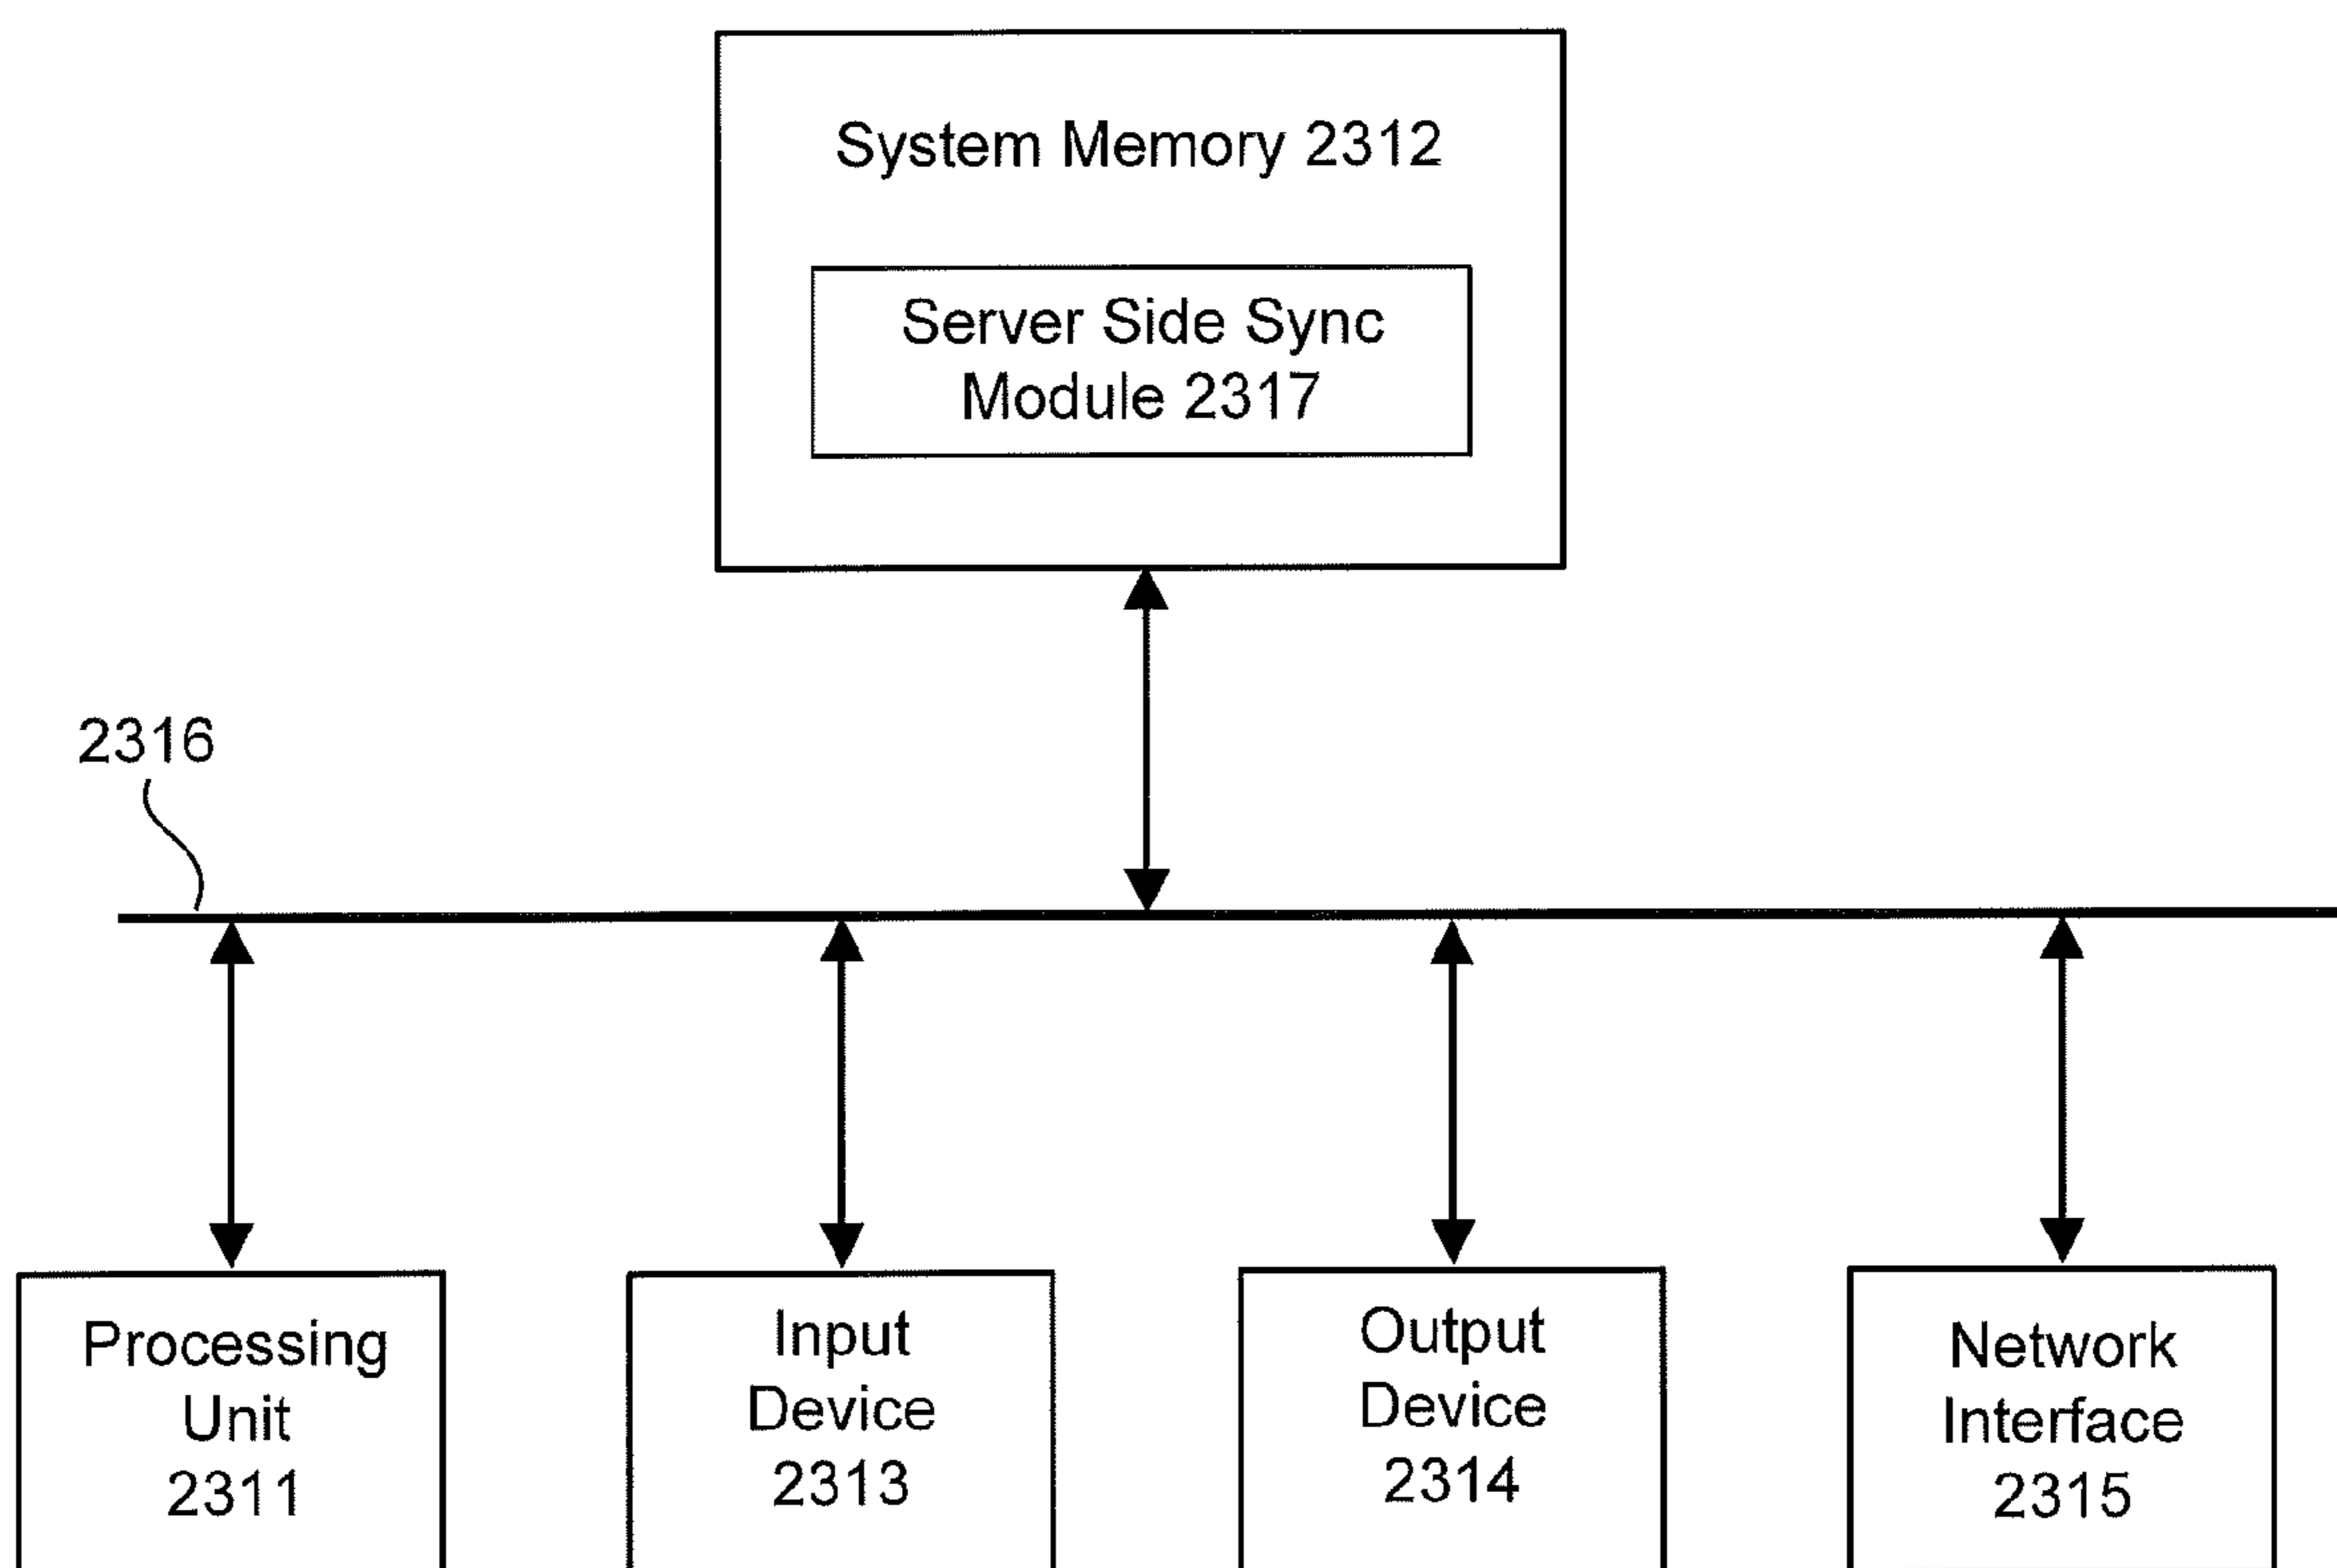 System Memory 2312
Server Side Sync
Module 2317
2316
Processing
Unit
2311
Input
Device
2313
Output
Device
2314
Network
Interface
2315